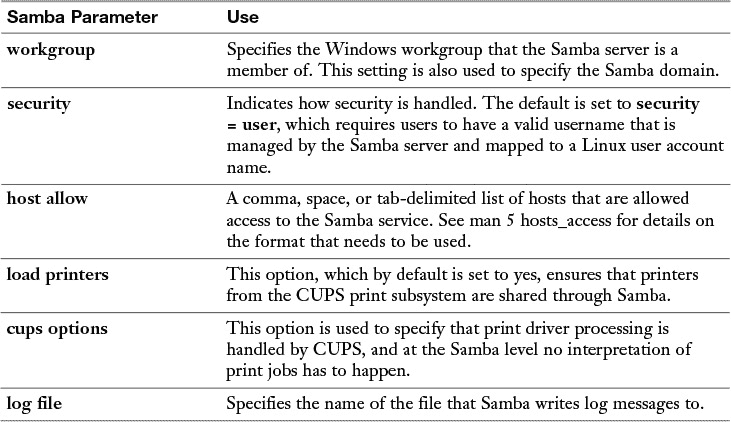 Samba Parameter Use
workgroup Specifies the Windows workgroup that the Samba server is a
member of. This setting is also used to specify the Samba domain.
security Indicates how security is handled. The default is set to security
= user, which requires users to have a valid username that is
managed by the Samba server and mapped to a Linux user account
name.
host allow A comma, space, or tab-delimited list of hosts that are allowed
access to the Samba service. See man 5 hosts_access for details on
the format that needs to be used.
load printers This option, which by default is set to yes, ensures that printers
from the CUPS print subsystem are shared through Samba.
cups options This option is used to specify that print driver processing is
handled by CUPS, and at the Samba level no interpretation of
print jobs has to happen.
log file Specifies the name of the file that Samba writes log messages to.